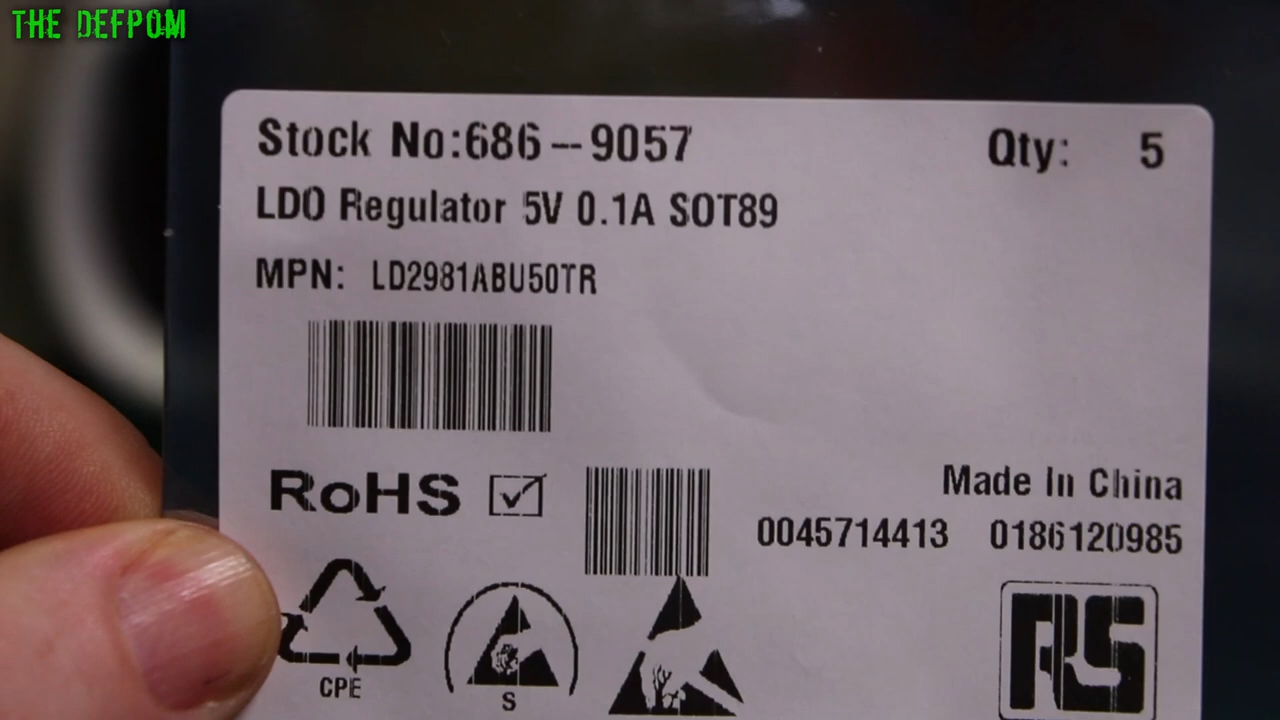 THE DEFPOM
Stock No:686-9057 Qty: 5
LDO Regulator 5V 0.1A SOT89
MPN: LD2981ABU50TR
RoHS
Made In China
0045714413 0186120985
CPE
S
RS